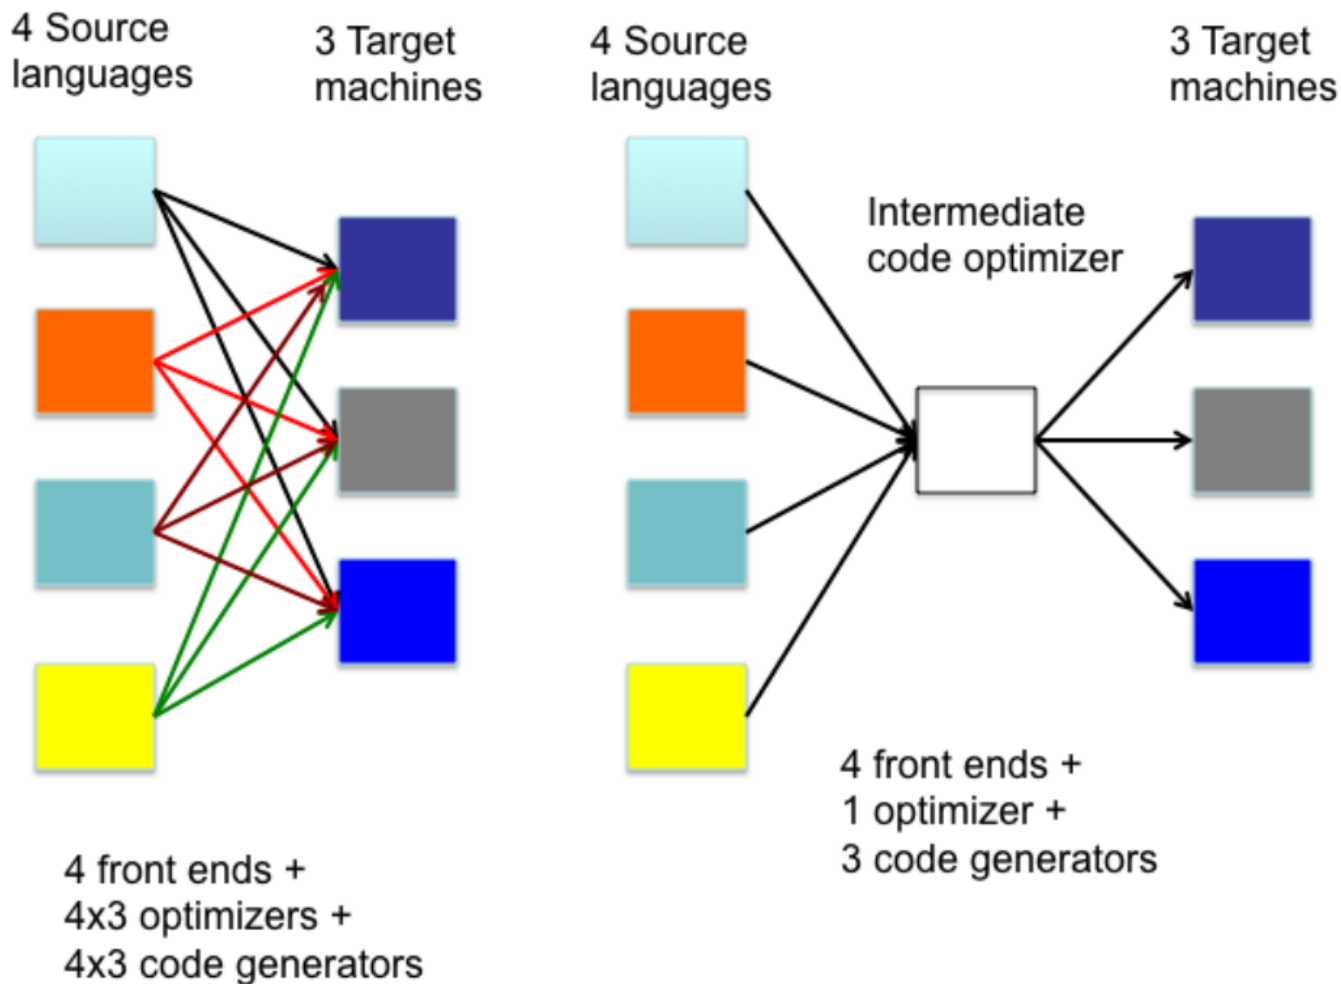 4 Source
languages
3 Target
machines
4 front ends +
4x3 optimizers +
4x3 code generators
4 Source
languages
Intermediate
code optimizer
3 Target
machines
4 front ends +
1 optimizer +
3 code generators